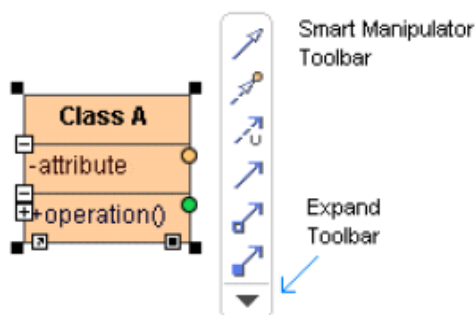 Class A
-attribute
+operation()
Smart Manipulator
Toolbar
U
Expand
Toolbar